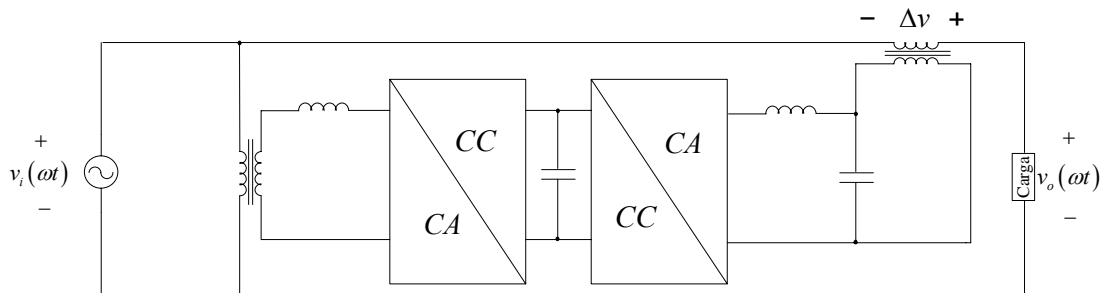 − Δv +
+
v_i(ωt)
−
CC
CA
CA
CC
Carga
+
v_o(ωt)
−